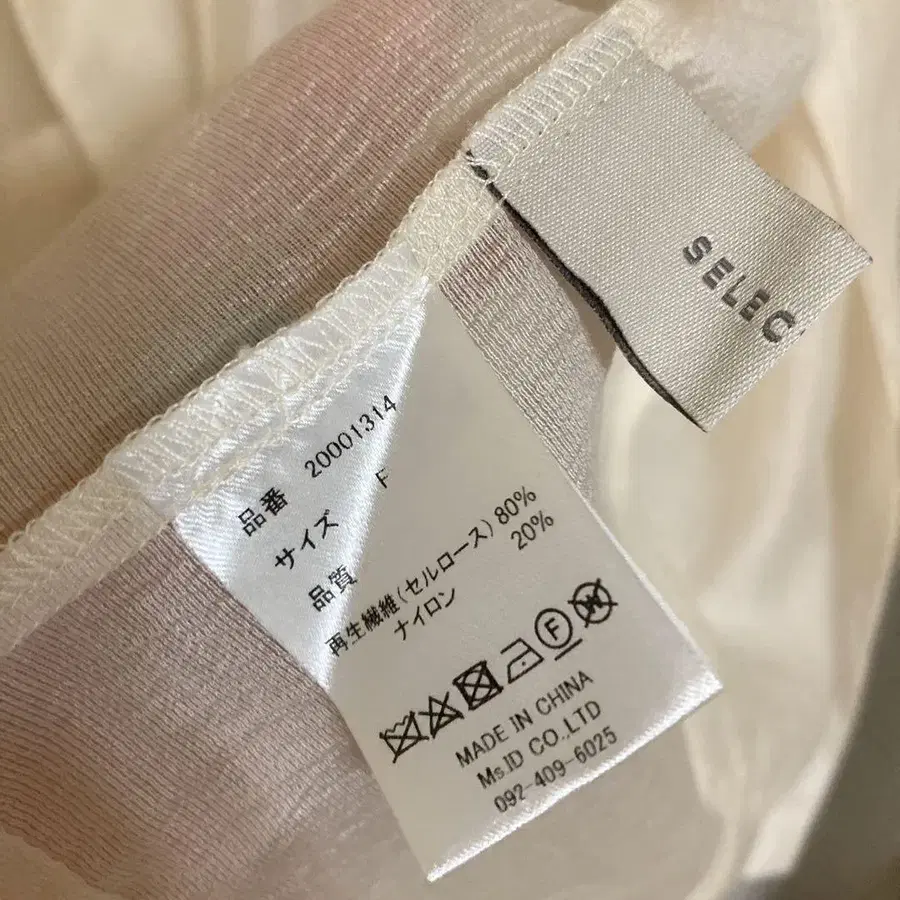 SELEC
品番 20001314
サイズ F
品質
再生繊維(セルロース) 80%
ナイロン 20%
MADE IN CHINA
Ms.ID CO.,LTD
092-409-6025